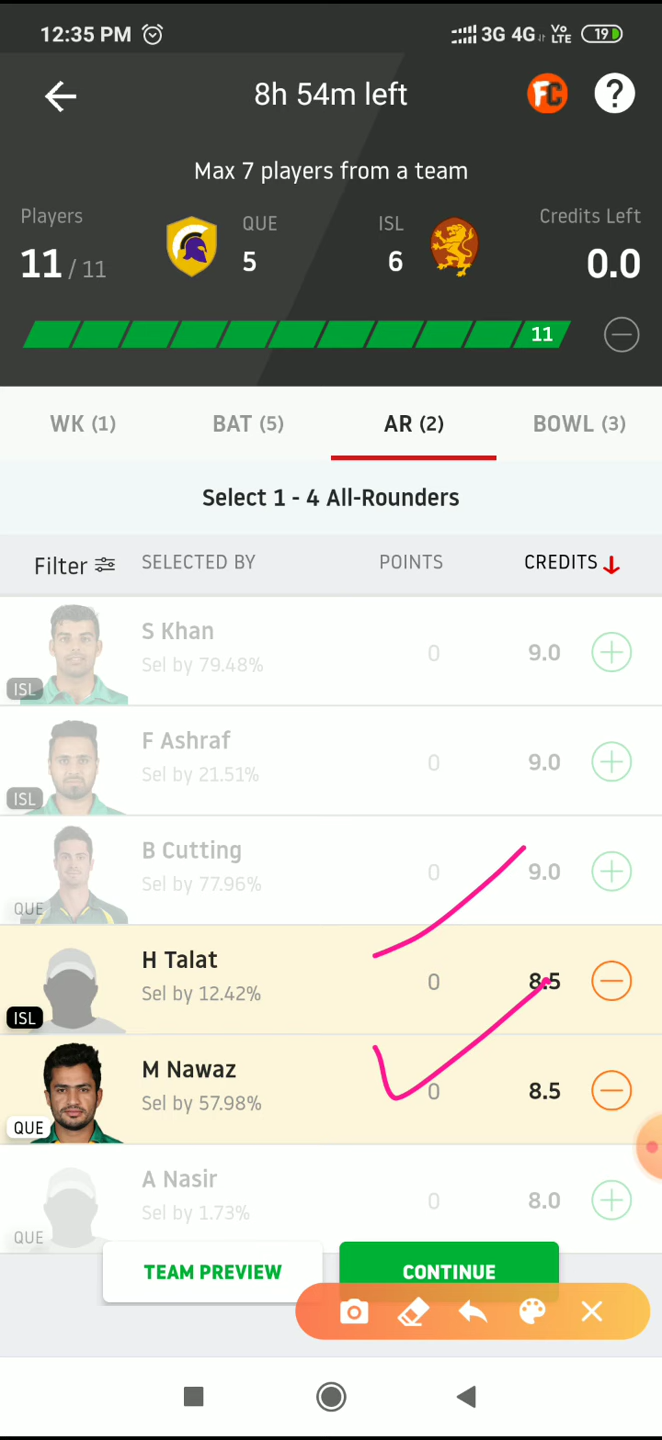 12:35 PM 3G 4G Vo LTE 19
8h 54m left FC ?
Max 7 players from a team
Players QUE ISL Credits Left
11 / 11 5 6 0.0
11
WK (1) BAT (5) AR (2) BOWL (3)
Select 1 - 4 All-Rounders
Filter SELECTED BY POINTS CREDITS
S Khan
Sel by 79.48% 0 9.0
ISL
F Ashraf
Sel by 21.51% 0 9.0
ISL
B Cutting
Sel by 77.96% 0 9.0
QUE
H Talat
Sel by 12.42% 0 8.5
ISL
M Nawaz
Sel by 57.98% 0 8.5
QUE
A Nasir
Sel by 1.73% 0 8.0
QUE
TEAM PREVIEW CONTINUE